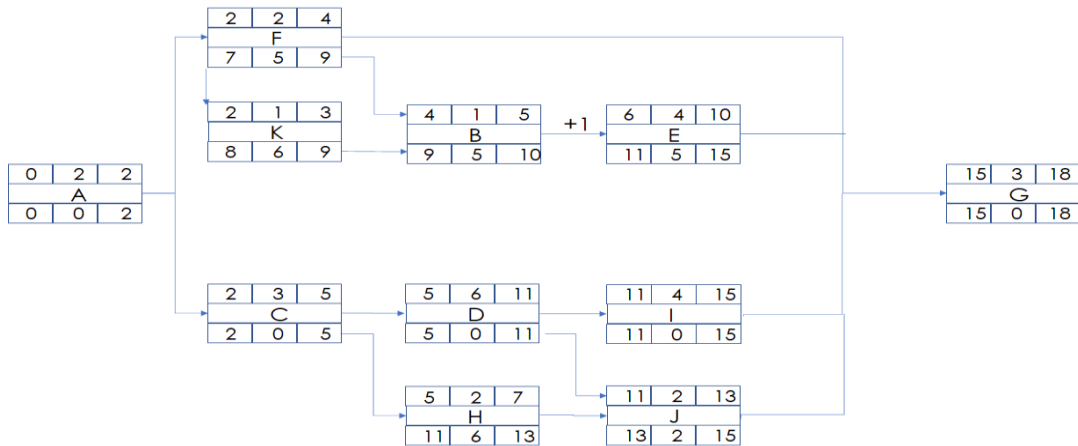 2 2 4
F
7 5 9
2 1 3
K
8 6 9
4 1 5
B
9 5 10
+1
6 4 10
E
11 5 15
0 2 2
A
0 0 2
15 3 18
G
15 0 18
2 3 5
C
2 0 5
5 6 11
D
5 0 11
11 4 15
I
11 0 15
5 2 7
H
11 6 13
11 2 13
J
13 2 15